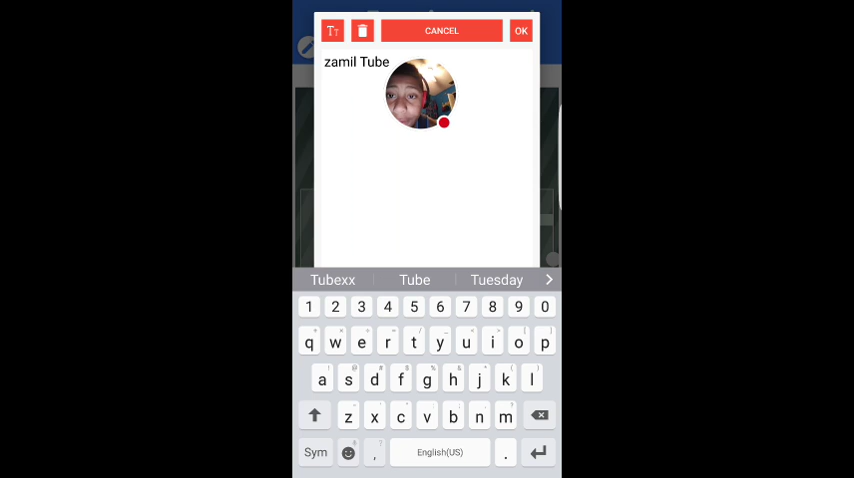 TT CANCEL OK
zamil Tube
Tubexx Tube Tuesday
1 2 3 4 5 6 7 8 9 0
q w e r t y u i o p
a s d f g h j k l
z x c v b n m
Sym , English(US) .